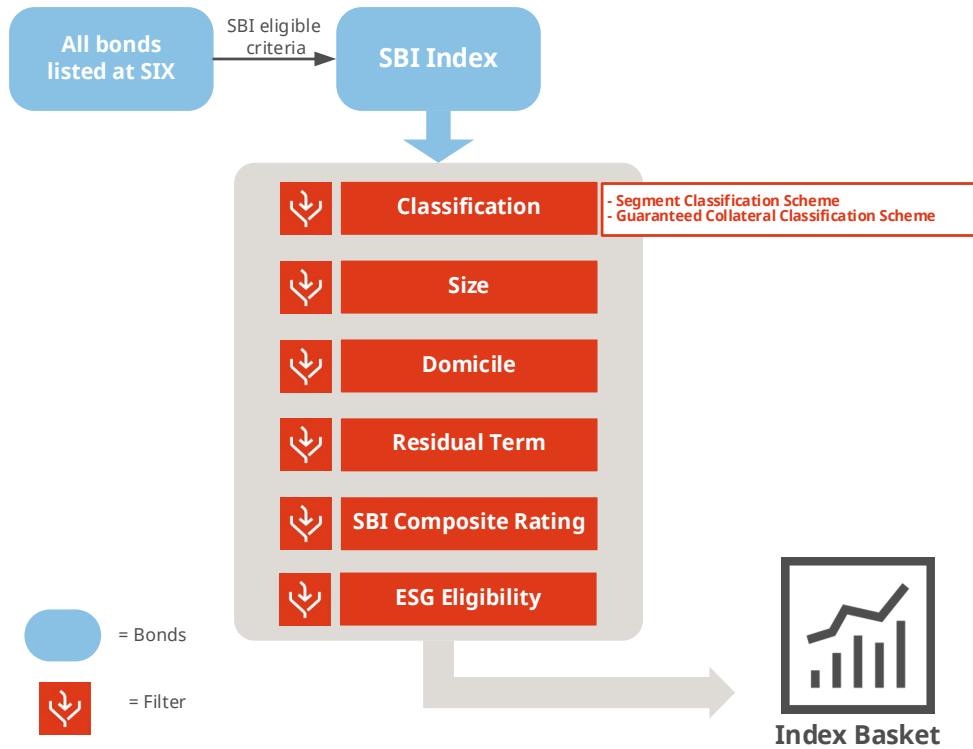 All bonds
listed at SIX
SBI eligible
criteria
SBI Index
Classification
- Segment Classification Scheme
- Guaranteed Collateral Classification Scheme
Size
Domicile
Residual Term
SBI Composite Rating
ESG Eligibility
= Bonds
= Filter
Index Basket